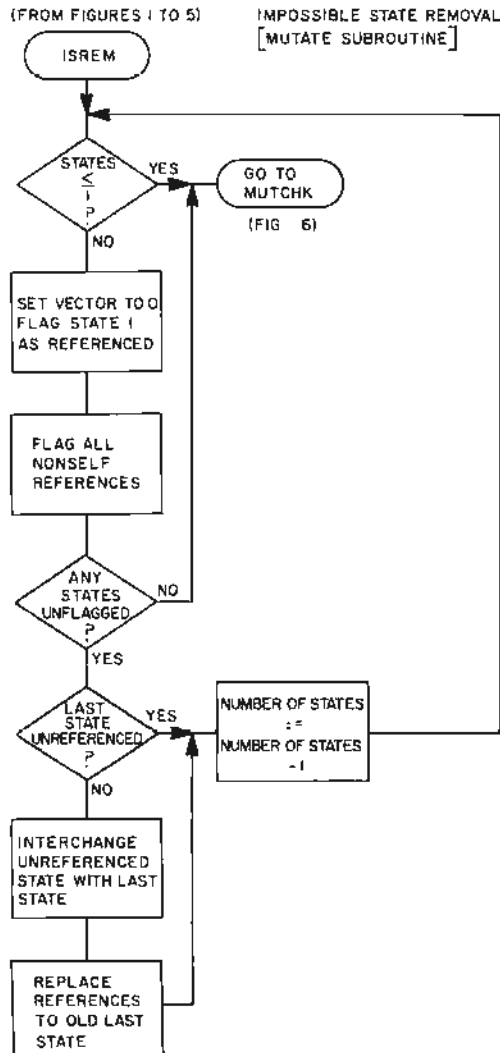 (FROM FIGURES 1 TO 5)
IMPOSSIBLE STATE REMOVAL
[MUTATE SUBROUTINE]
ISREM
STATES
≤
1
?
YES
NO
GO TO
MUTCHK
(FIG 6)
SET VECTOR TO 0
FLAG STATE 1
AS REFERENCED
FLAG ALL
NONSELF
REFERENCES
ANY
STATES
UNFLAGGED
?
NO
YES
LAST
STATE
UNREFERENCED
?
YES
NO
NUMBER OF STATES
:=
NUMBER OF STATES
-1
INTERCHANGE
UNREFERENCED
STATE WITH LAST
STATE
REPLACE
REFERENCES
TO OLD LAST
STATE